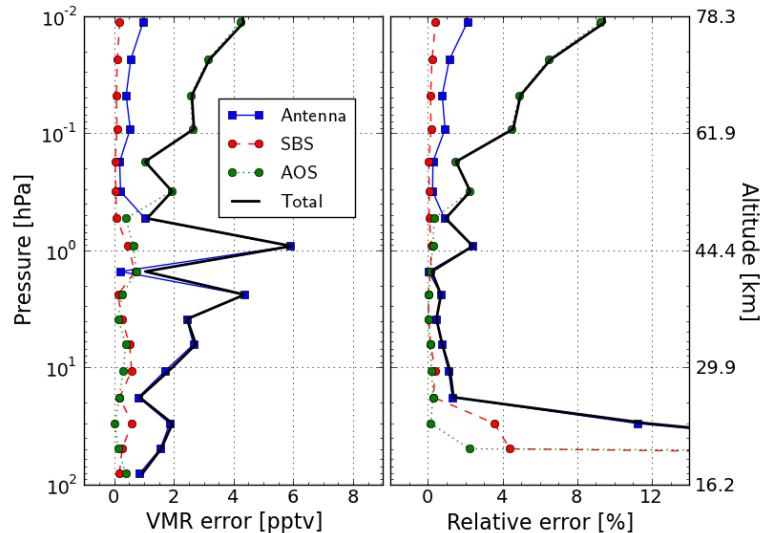 10⁻²
10⁻¹
10⁰
10¹
10²
Pressure [hPa]
0 2 4 6 8
VMR error [pptv]
Antenna
SBS
AOS
Total
0 4 8 12
Relative error [%]
78.3
61.9
44.4
29.9
16.2
Altitude [km]